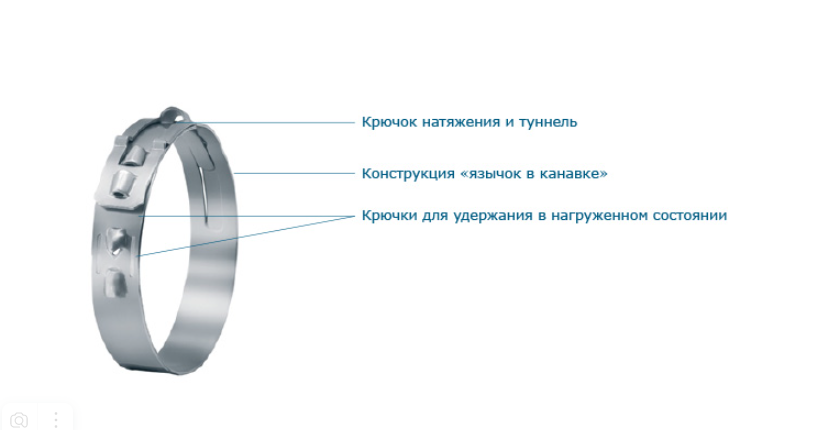 Крючок натяжения и туннель
Конструкция «язычок в канавке»
Крючки для удержания в нагруженном состоянии